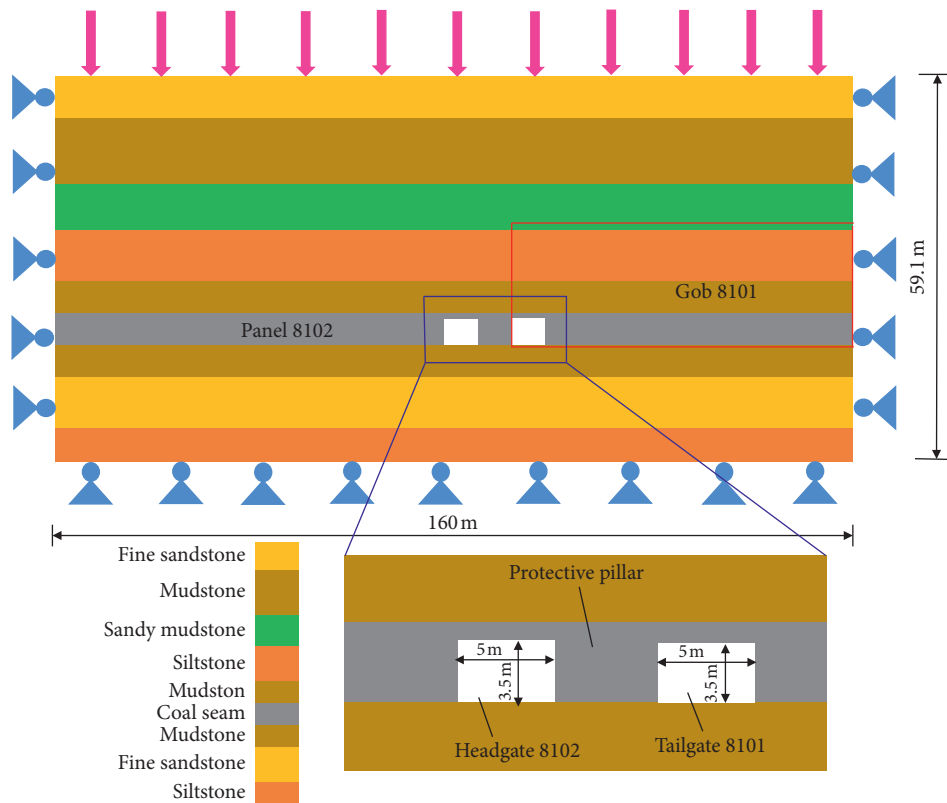 Gob 8101
Panel 8102
59.1 m
160 m
Fine sandstone
Mudstone
Sandy mudstone
Siltstone
Mudston
Coal seam
Mudstone
Fine sandstone
Siltstone
Protective pillar
5 m
3.5 m
5 m
3.5 m
Headgate 8102
Tailgate 8101